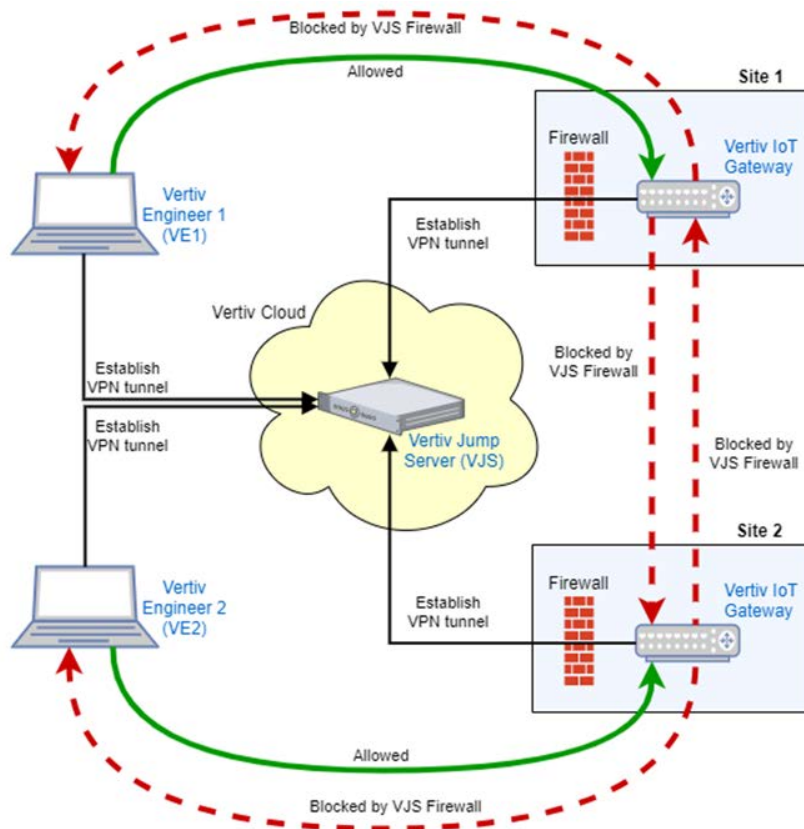 Blocked by VJS Firewall
Allowed
Site 1
Firewall
Vertiv IoT
Gateway
Vertiv
Engineer 1
(VE1)
Establish
VPN tunnel
Vertiv Cloud
Establish
VPN tunnel
Blocked by
VJS Firewall
Establish
VPN tunnel
Vertiv Jump
Server (VJS)
Blocked by
VJS Firewall
Site 2
Firewall
Vertiv IoT
Gateway
Vertiv
Engineer 2
(VE2)
Establish
VPN tunnel
Allowed
Blocked by VJS Firewall